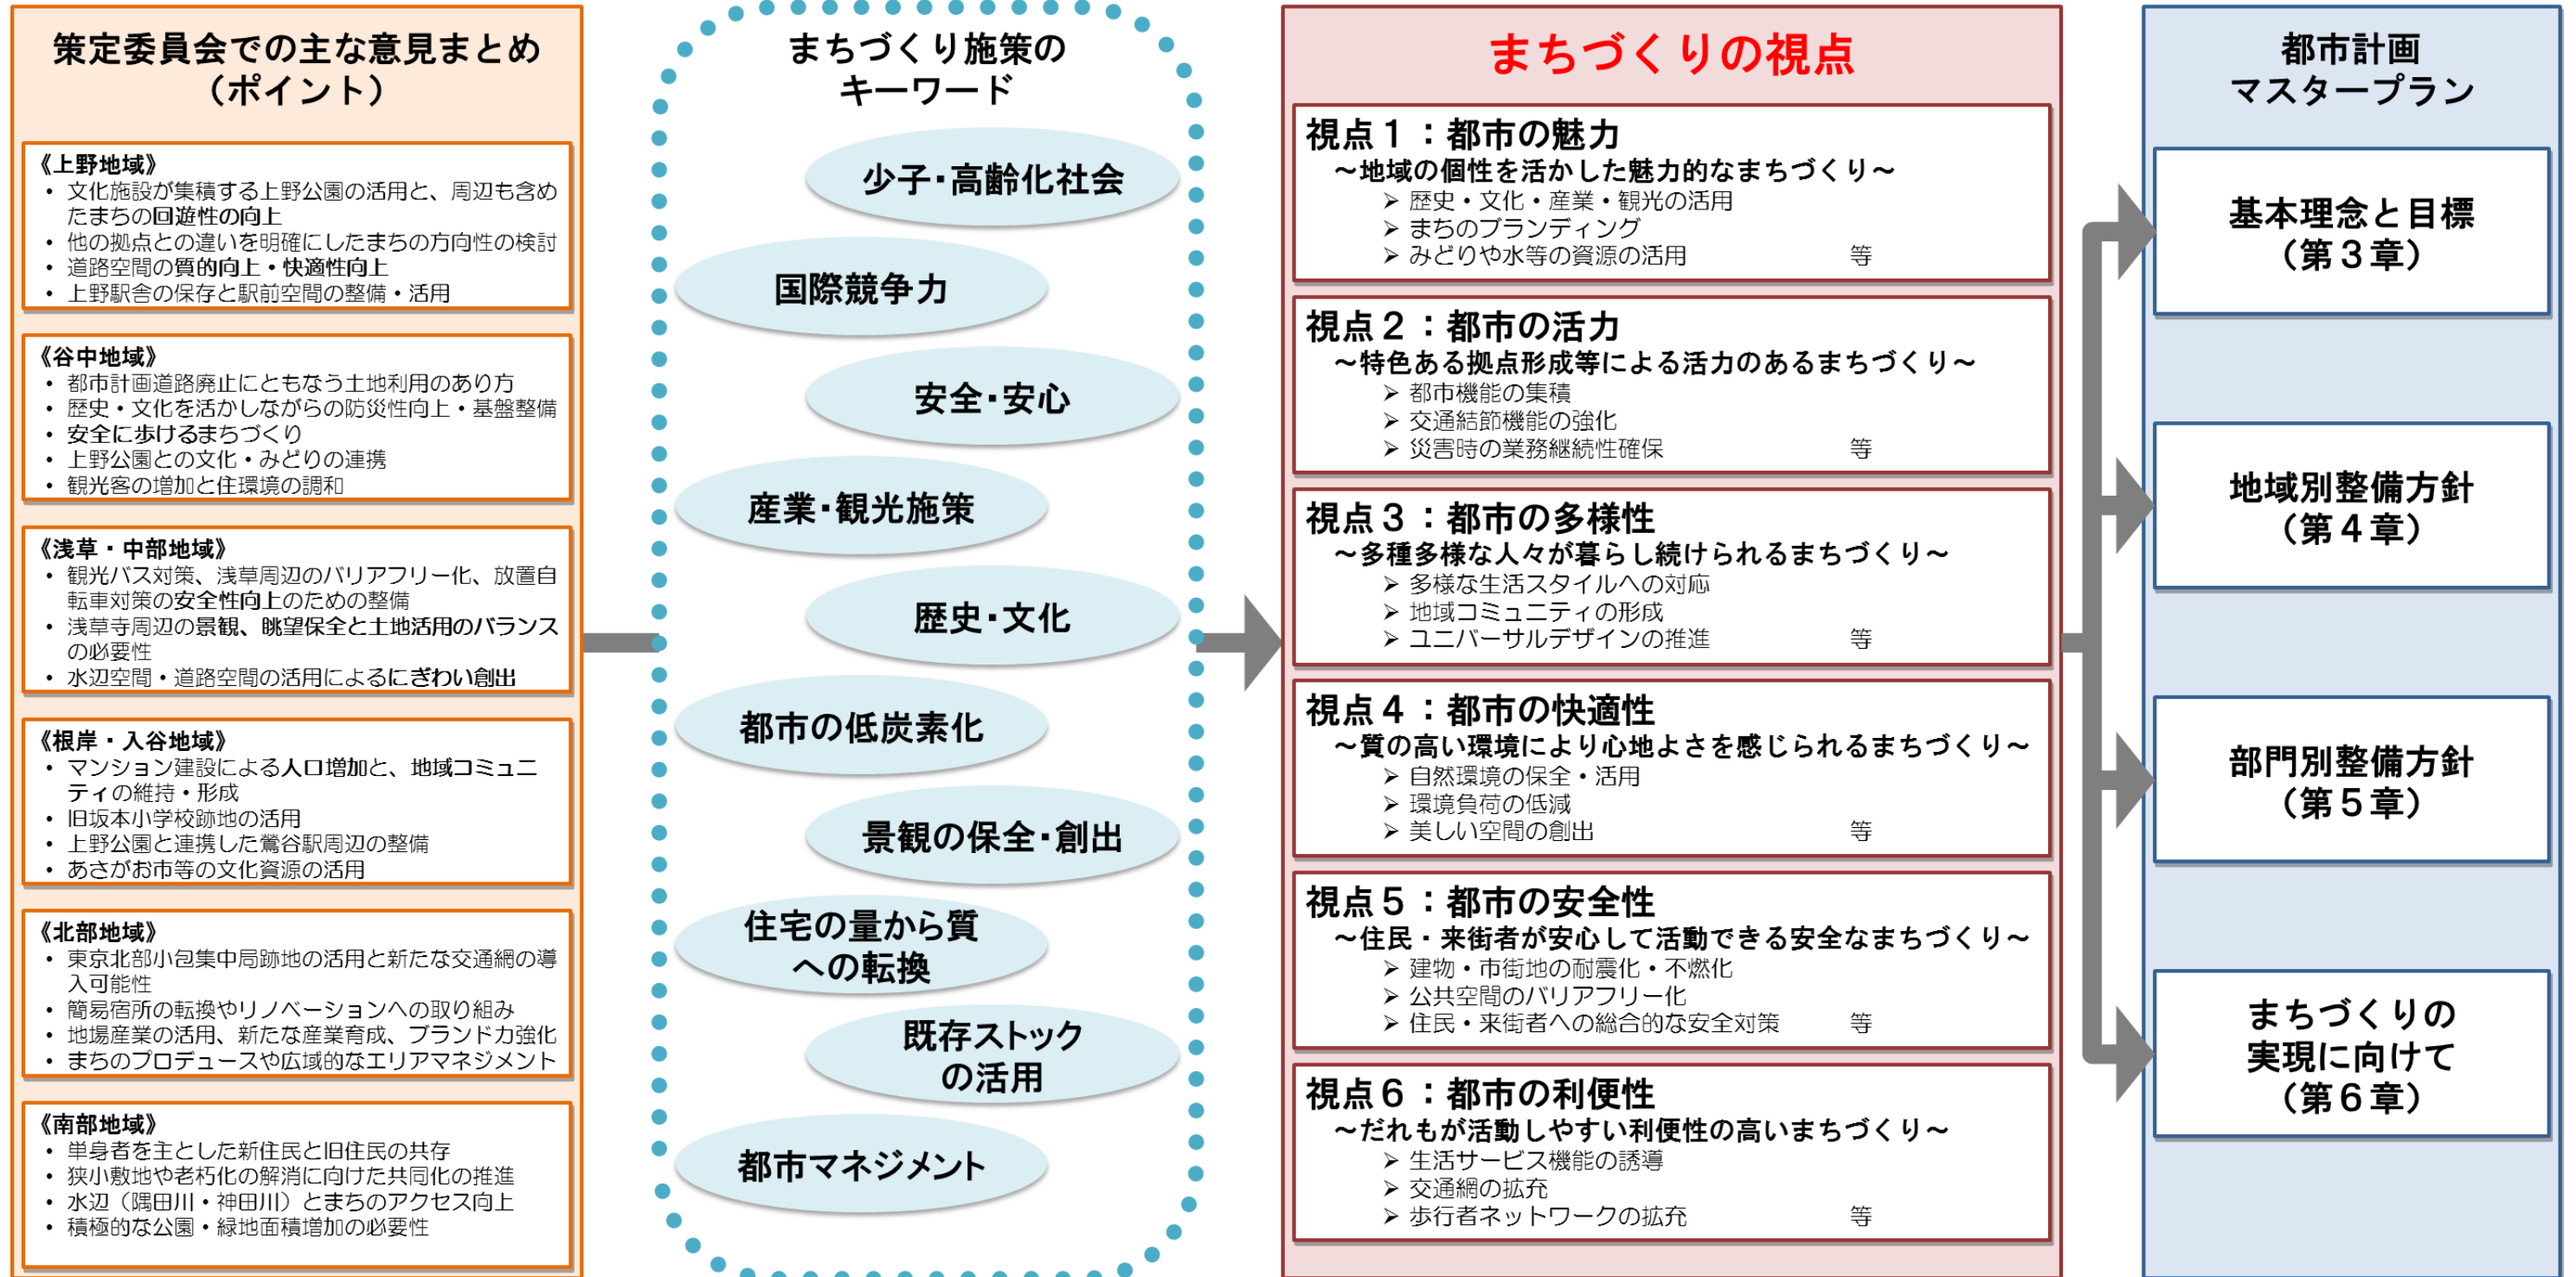 策定委員会での主な意見まとめ
（ポイント）
《上野地域》
• 文化施設が集積する上野公園の活用と、周辺も含め
たまちの回遊性の向上
• 他の拠点との違いを明確にしたまちの方向性の検討
• 道路空間の質的向上・快適性向上
• 上野駅舎の保存と駅前空間の整備・活用
《谷中地域》
• 都市計画道路廃止にともなう土地利用のあり方
• 歴史・文化を活かしながらの防災性向上・基盤整備
• 安全に歩けるまちづくり
• 上野公園との文化・みどりの連携
• 観光客の増加と住環境の調和
《浅草・中部地域》
• 観光バス対策、浅草周辺のバリアフリー化、放置自
転車対策の安全性向上のための整備
• 浅草寺周辺の景観、眺望保全と土地活用のバランス
の必要性
• 水辺空間・道路空間の活用によるにぎわい創出
《根岸・入谷地域》
• マンション建設による人口増加と、地域コミュニ
ティの維持・形成
• 旧坂本小学校跡地の活用
• 上野公園と連携した鶯谷駅周辺の整備
• あさがお市等の文化資源の活用
《北部地域》
• 東京北部小包集中局跡地の活用と新たな交通網の導
入可能性
• 簡易宿所の転換やリノベーションへの取り組み
• 地場産業の活用、新たな産業育成、ブランド力強化
• まちのプロデュースや広域的なエリアマネジメント
《南部地域》
• 単身者を主とした新住民と旧住民の共存
• 狭小敷地や老朽化の解消に向けた共同化の推進
• 水辺（隅田川・神田川）とまちのアクセス向上
• 積極的な公園・緑地面積増加の必要性
まちづくり施策の
キーワード
少子・高齢化社会
国際競争力
安全・安心
産業・観光施策
歴史・文化
都市の低炭素化
景観の保全・創出
住宅の量から質
への転換
既存ストック
の活用
都市マネジメント
まちづくりの視点
視点１：都市の魅力
～地域の個性を活かした魅力的なまちづくり～
➢ 歴史・文化・産業・観光の活用
➢ まちのブランディング
➢ みどりや水等の資源の活用 等
視点２：都市の活力
～特色ある拠点形成等による活力のあるまちづくり～
➢ 都市機能の集積
➢ 交通結節機能の強化
➢ 災害時の業務継続性確保 等
視点３：都市の多様性
～多種多様な人々が暮らし続けられるまちづくり～
➢ 多様な生活スタイルへの対応
➢ 地域コミュニティの形成
➢ ユニバーサルデザインの推進 等
視点４：都市の快適性
～質の高い環境により心地よさを感じられるまちづくり～
➢ 自然環境の保全・活用
➢ 環境負荷の低減
➢ 美しい空間の創出 等
視点５：都市の安全性
～住民・来街者が安心して活動できる安全なまちづくり～
➢ 建物・市街地の耐震化・不燃化
➢ 公共空間のバリアフリー化
➢ 住民・来街者への総合的な安全対策 等
視点６：都市の利便性
～だれもが活動しやすい利便性の高いまちづくり～
➢ 生活サービス機能の誘導
➢ 交通網の拡充
➢ 歩行者ネットワークの拡充 等
都市計画
マスタープラン
基本理念と目標
（第３章）
地域別整備方針
（第４章）
部門別整備方針
（第５章）
まちづくりの
実現に向けて
（第６章）